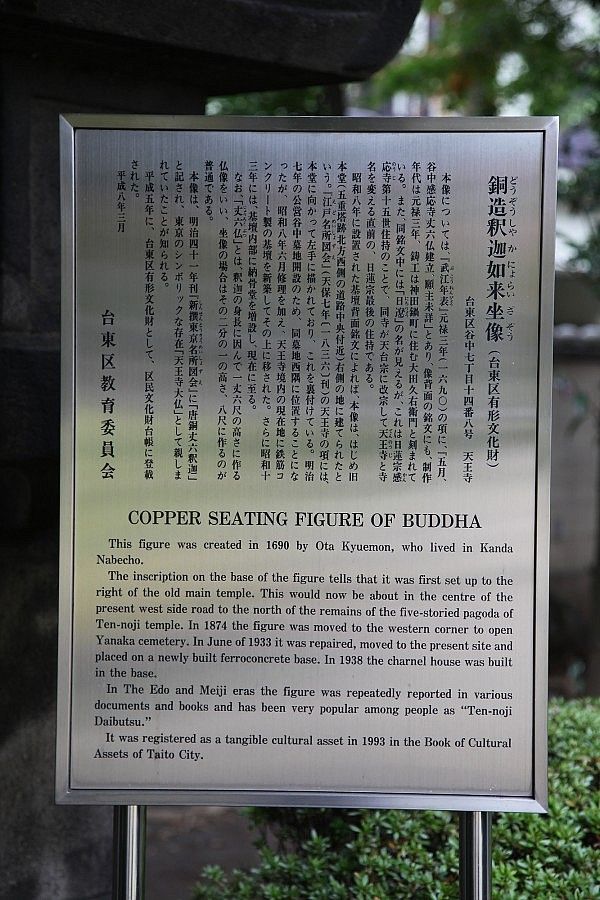 銅造釈迦如来坐像（台東区有形文化財）
どうぞうしゃかにょらいざぞう
台東区谷中七丁目十四番八号　天王寺
本像については、『武江年表』元禄三年（一六九〇）の項に、「五月、
ぶこうねんぴょう
谷中感応寺丈六仏建立、願主未詳」とあり、像背面の銘文にも、制作
年代は元禄三年、鋳工は神田鍋町に住む太田久右衛門と刻まれて
いる。また、同銘文中には「日遼」の名が見えるが、これは日蓮宗感
応寺第十五世住持のことで、同寺が天台宗に改宗して天王寺と寺
名を変える直前の、日蓮宗最後の住持である。
昭和八年に設置された基壇背面銘文によれば、本像は、はじめ旧
本堂（五重塔跡北方西側の道路中央付近）右側の地に建てられたと
いう。『江戸名所図会』（天保七年〔一八三六〕刊）の天王寺の項には、
本堂に向かって左手に描かれており、これを裏付けている。明治
七年の公営谷中墓地開設のため、同墓地西隅に位置することにな
ったが、昭和八年六月修理を加え、天王寺境内の現在地に鉄筋コ
ンクリート製の基壇を新築してその上に移された。さらに昭和十
三年には、基壇内部に納骨堂を増設し、現在に至る。
なお、「丈六仏」とは釈迦の身長に因んで一丈六尺の高さに作る
仏像をいい、坐像の場合はその二分の一の高さ、八尺に作るのが
普通である。
本像は、明治四十一年刊『新撰東京名所図会』に「唐銅丈六釈迦」
と記され、東京のシンボリックな存在「天王寺大仏」として親しま
れていたことが知られる。
平成五年に、台東区有形文化財として、区民文化財台帳に登載
された。
平成八年三月
台東区教育委員会
COPPER SEATING FIGURE OF BUDDHA
This figure was created in 1690 by Ota Kyuemon, who lived in Kanda
Nabecho.
The inscription on the base of the figure tells that it was first set up to the
right of the old main temple. This would now be about in the centre of the
present west side road to the north of the remains of the five-storied pagoda of
Ten-noji temple. In 1874 the figure was moved to the western corner to open
Yanaka cemetery. In June of 1933 it was repaired, moved to the present site and
placed on a newly built ferroconcrete base. In 1938 the charnel house was built
in the base.
In The Edo and Meiji eras the figure was repeatedly reported in various
documents and books and has been very popular among people as “Ten-noji
Daibutsu.”
It was registered as a tangible cultural asset in 1993 in the Book of Cultural
Assets of Taito City.